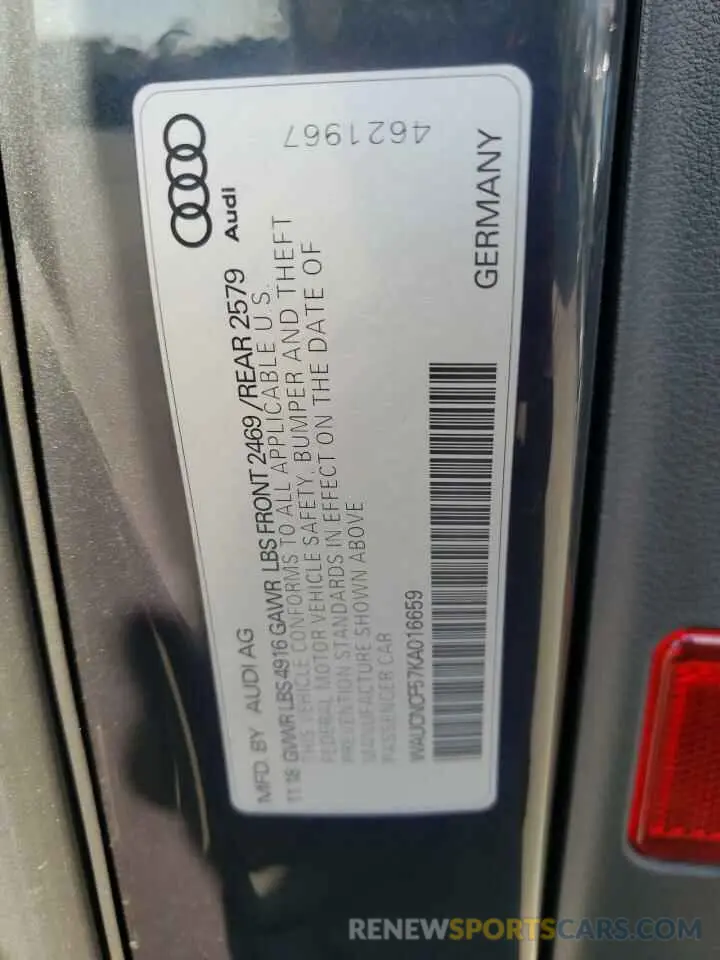 Audi
4621967
MFD. BY AUDI AG
11 18 GVWR LBS 4916 GAWR LBS FRONT 2469/REAR 2579
THIS VEHICLE CONFORMS TO ALL APPLICABLE U.S.
FEDERAL MOTOR VEHICLE SAFETY, BUMPER AND THEFT
PREVENTION STANDARDS IN EFFECT ON THE DATE OF
MANUFACTURE SHOWN ABOVE
PASSENGER CAR
WAUCNCF57KA016659
GERMANY
RENEWSPORTSCARS.COM